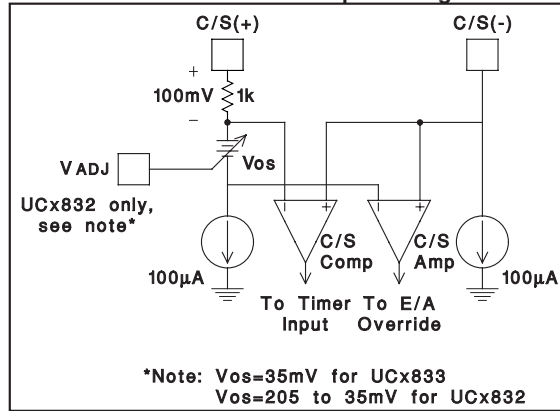 C/S(+)
C/S(-)
+
100mV
1k
–
VADJ
Vos
UCx832 only,
see note*
–
+
–
+
C/S
Comp
C/S
Amp
100µA
100µA
To Timer
Input
To E/A
Override
*Note: Vos=35mV for UCx833
Vos=205 to 35mV for UCx832